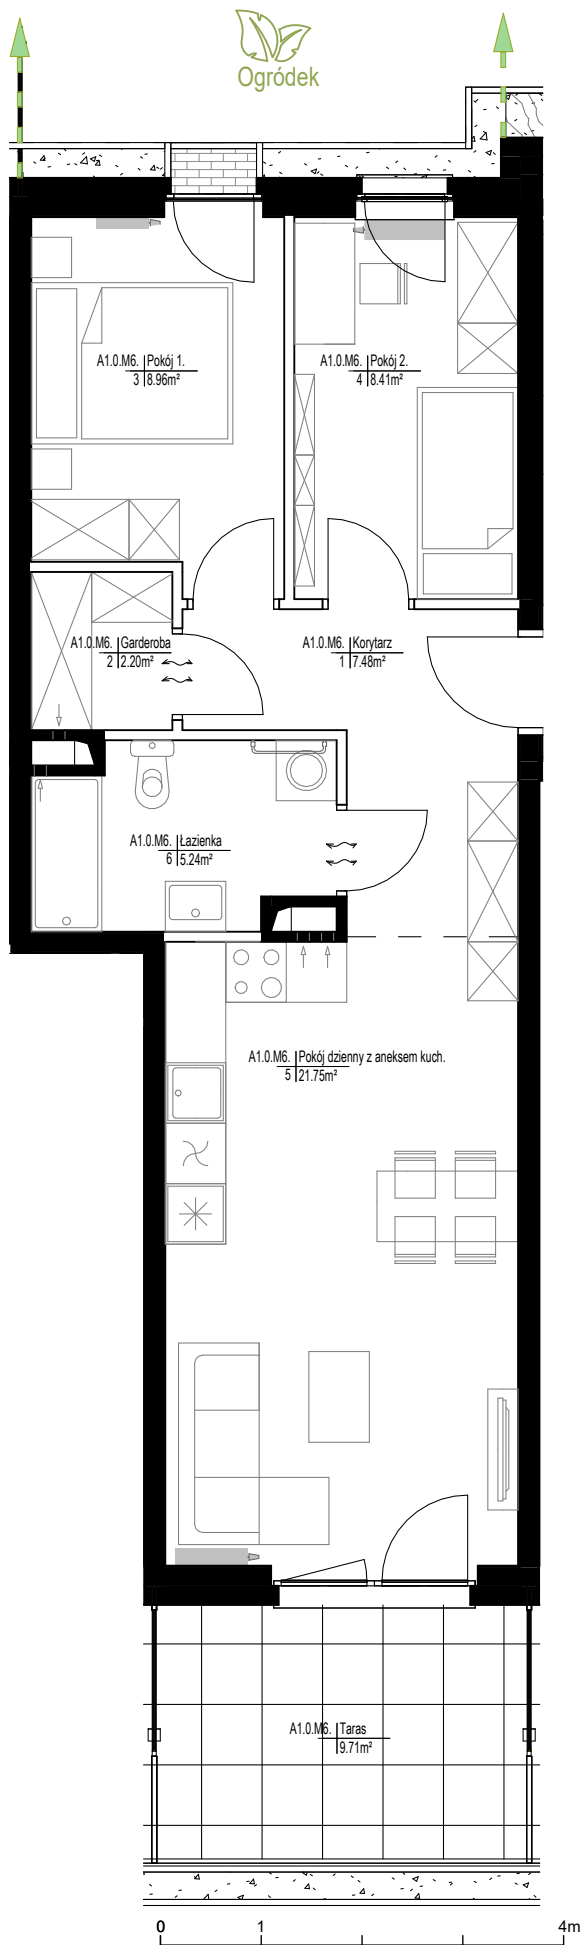 Ogródek
A1.0.M6. Pokój 1.
3 8.96m²
A1.0.M6. Pokój 2.
4 8.41m²
A1.0.M6. Garderoba
2 2.20m²
A1.0.M6. Korytarz
1 7.48m²
A1.0.M6. Łazienka
6 5.24m²
A1.0.M6. Pokój dzienny z aneksem kuch.
5 21.75m²
A1.0.M6. Taras
9.71m²
0 1 4m